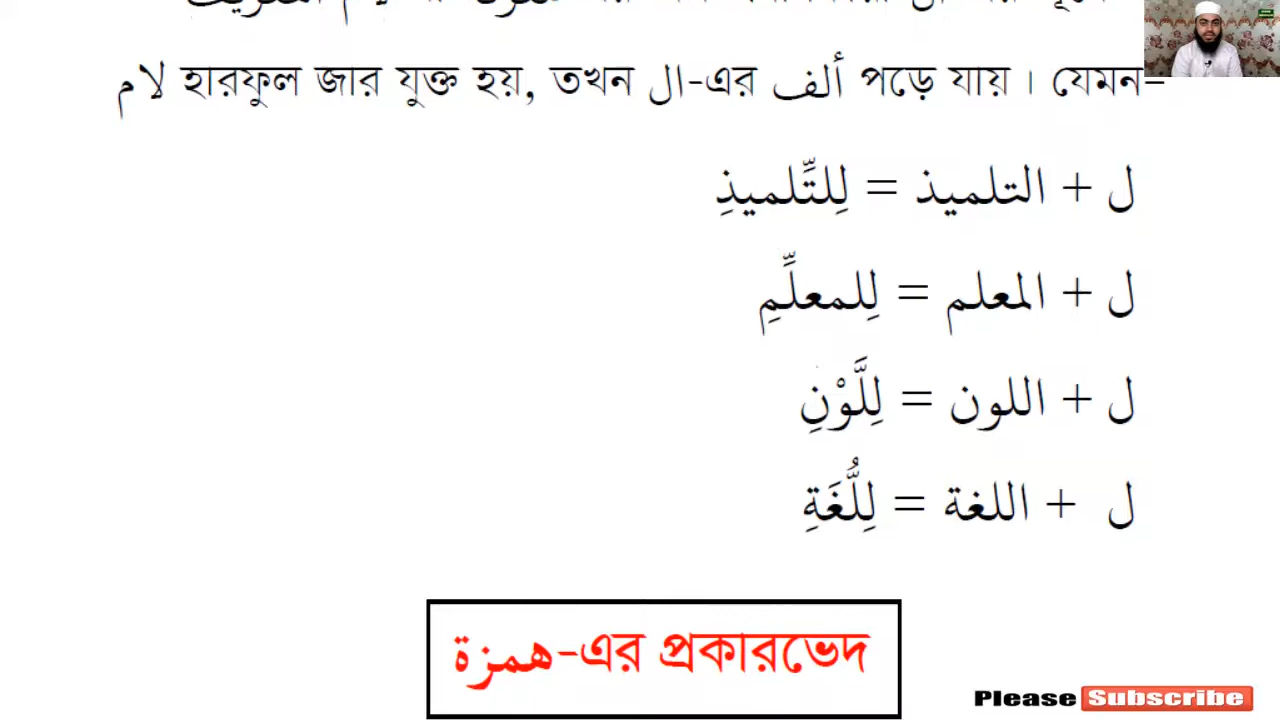 لام হারফুল জার যুক্ত হয়, তখন ال-এর ألف পড়ে যায়। যেমন-
ل + التلميذ = لِلتِّلميذِ
ل + المعلم = لِلمعلِّمِ
ل + اللون = لِلَّوْنِ
ل + اللغة = لِلُّغَةِ
همزة-এর প্রকারভেদ
Please Subscribe